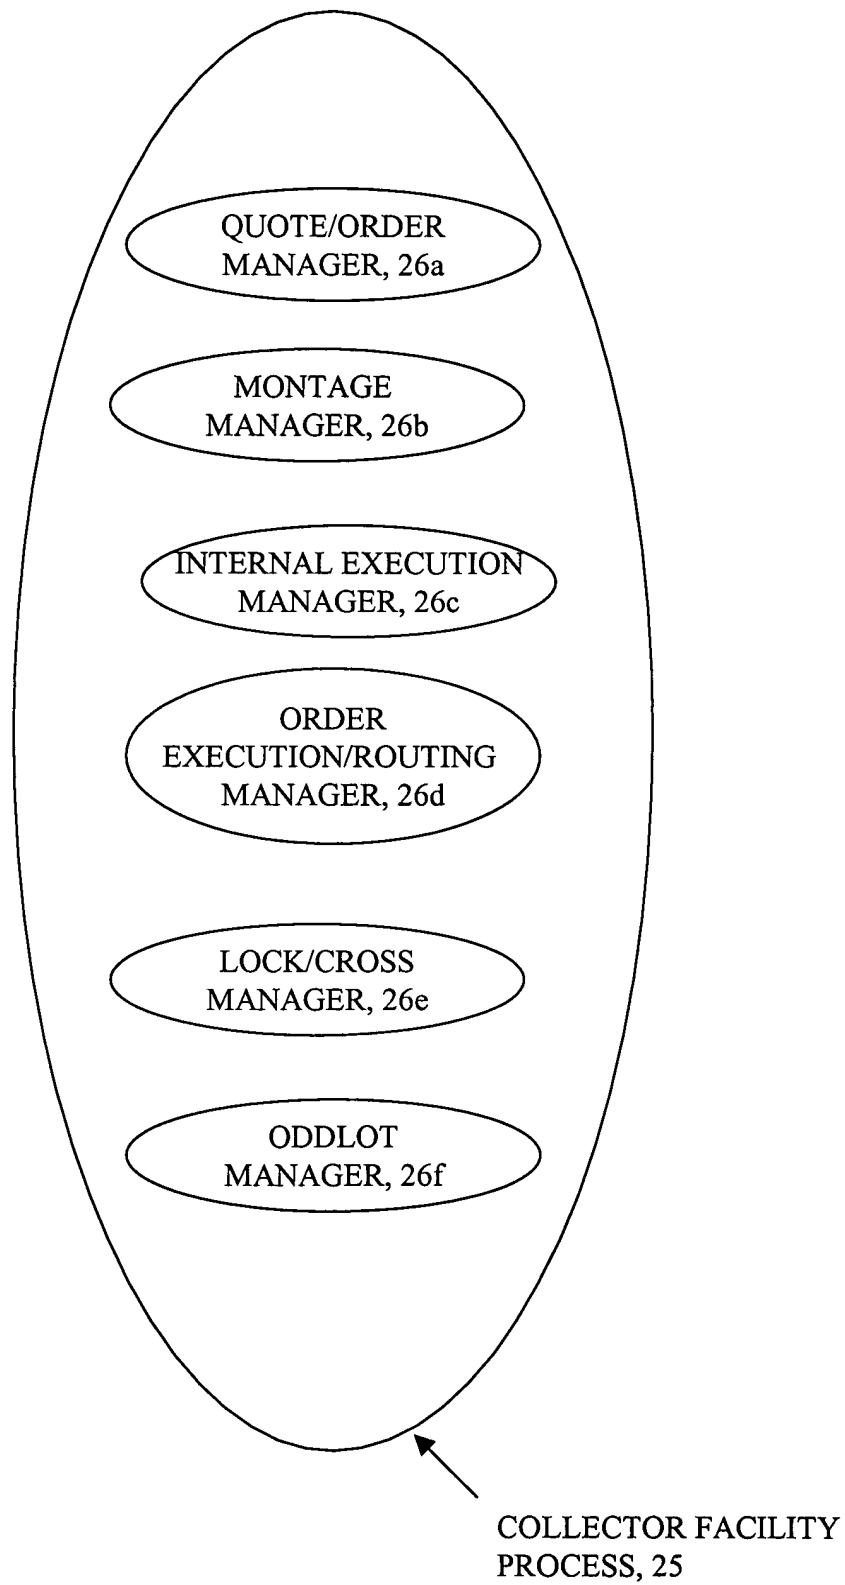 QUOTE/ORDER
MANAGER, 26a
MONTAGE
MANAGER, 26b
INTERNAL EXECUTION
MANAGER, 26c
ORDER
EXECUTION/ROUTING
MANAGER, 26d
LOCK/CROSS
MANAGER, 26e
ODDLOT
MANAGER, 26f
COLLECTOR FACILITY
PROCESS, 25